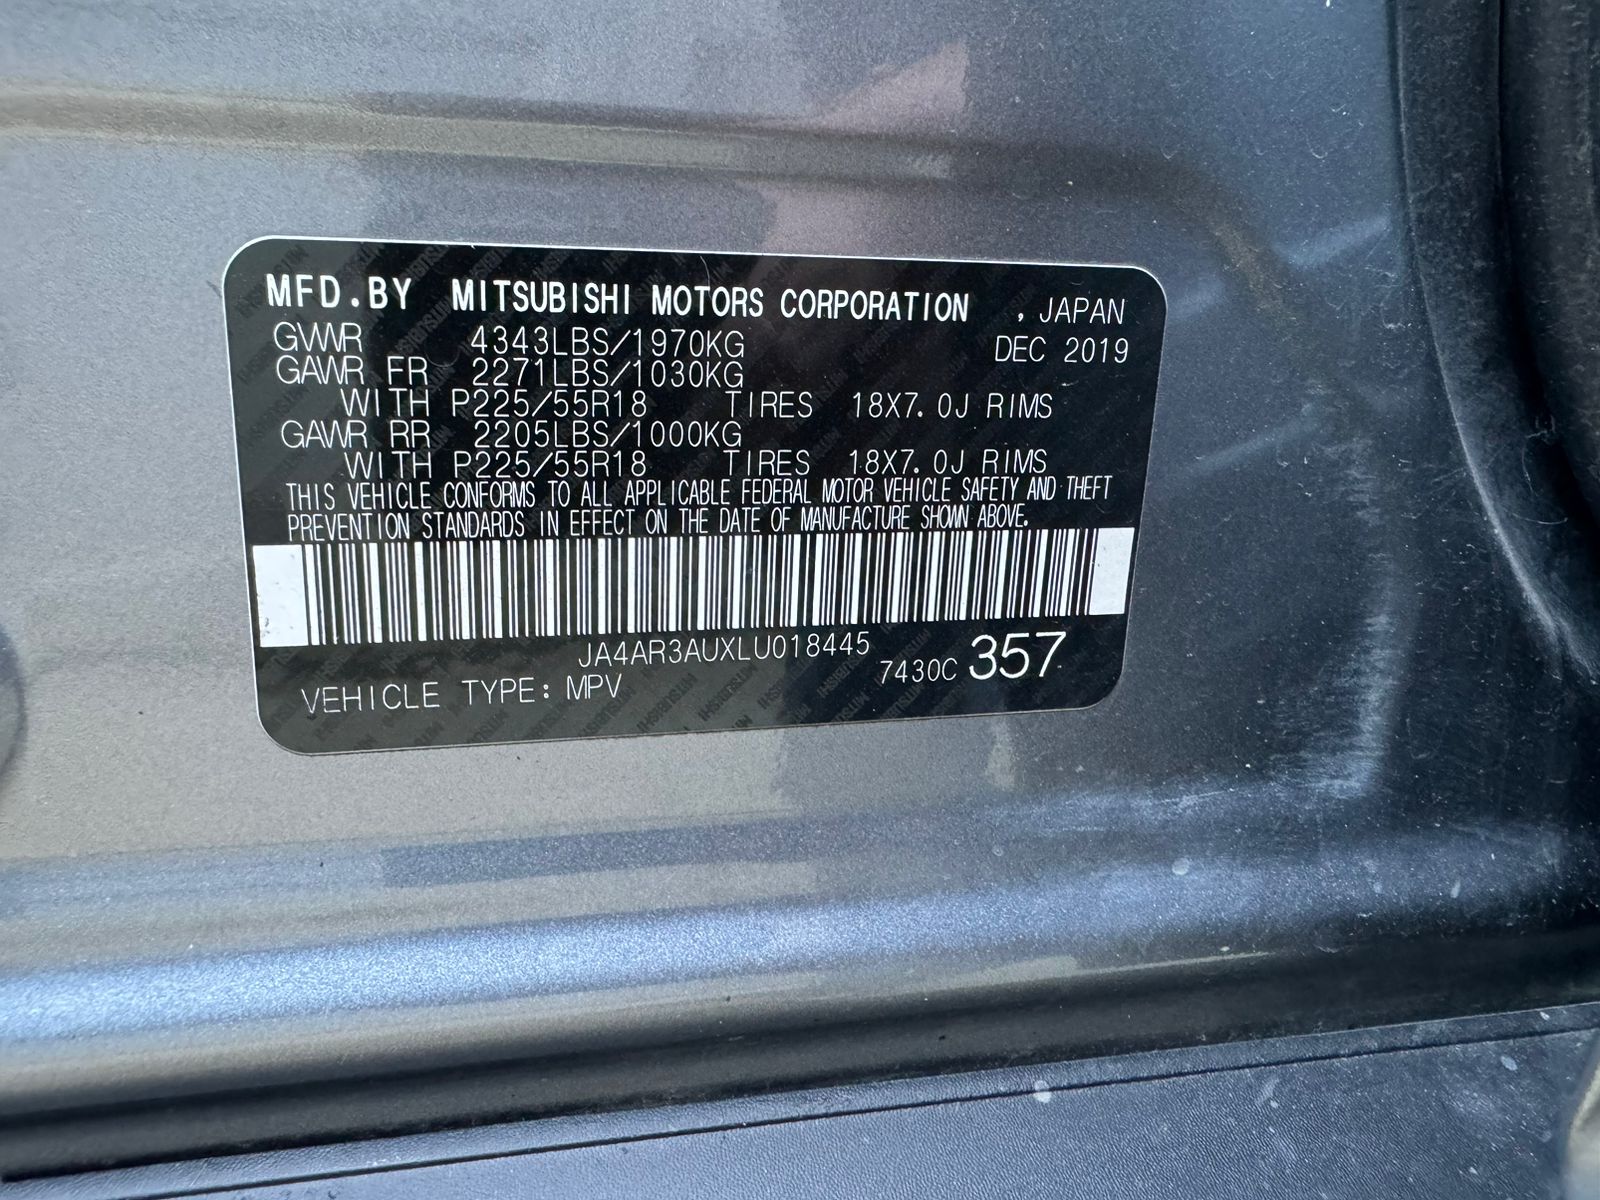 MFD.BY MITSUBISHI MOTORS CORPORATION , JAPAN
GVWR 4343LBS/1970KG DEC 2019
GAWR FR 2271LBS/1030KG
WITH P225/55R18 TIRES 18X7.0J RIMS
GAWR RR 2205LBS/1000KG
WITH P225/55R18 TIRES 18X7.0J RIMS
THIS VEHICLE CONFORMS TO ALL APPLICABLE FEDERAL MOTOR VEHICLE SAFETY AND THEFT
PREVENTION STANDARDS IN EFFECT ON THE DATE OF MANUFACTURE SHOWN ABOVE.
JA4AR3AUXLU018445
7430C 357
VEHICLE TYPE: MPV